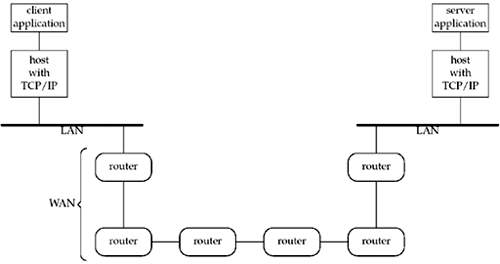 client
application
server
application
host
with
TCP/IP
host
with
TCP/IP
LAN
LAN
router
router
WAN
router
router
router
router